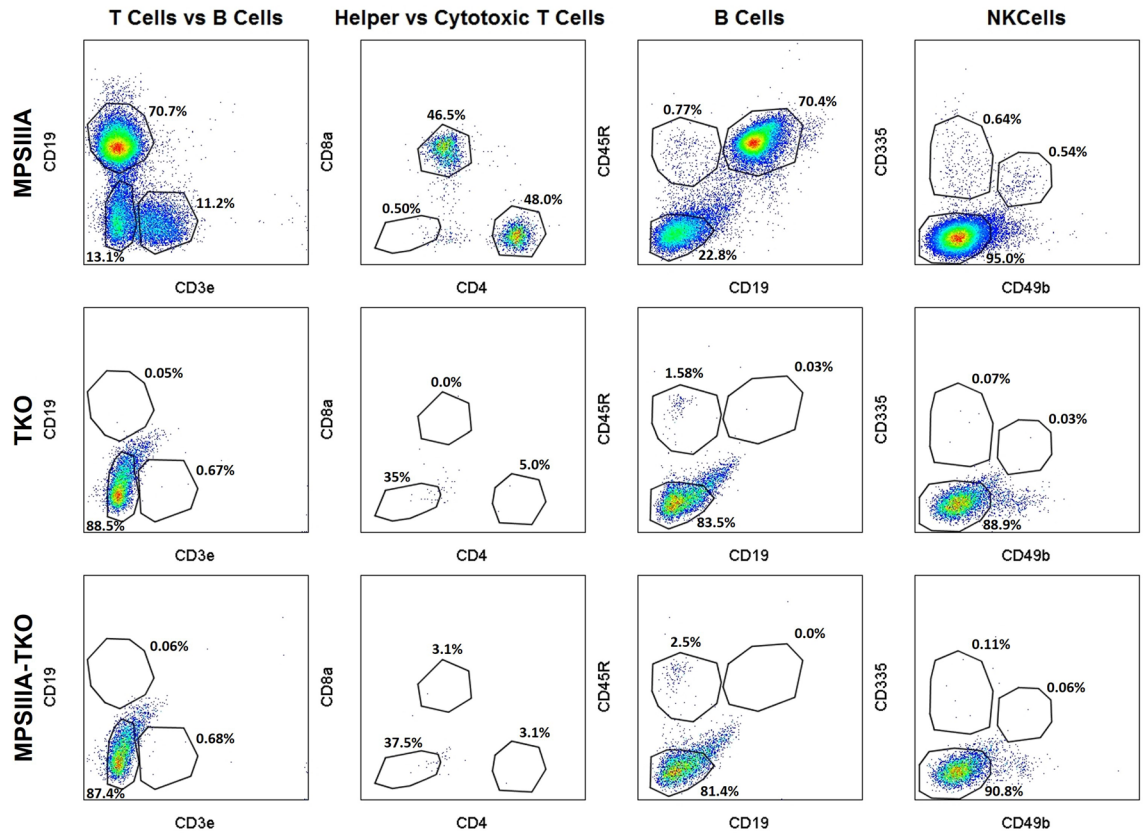 T Cells vs B Cells
Helper vs Cytotoxic T Cells
B Cells
NKCells
MPSIIIA
CD19
70.7%
11.2%
13.1%
CD3e
CD8a
46.5%
0.50%
48.0%
CD4
CD45R
0.77%
70.4%
22.8%
CD19
CD335
0.64%
0.54%
95.0%
CD49b
TKO
CD19
0.05%
0.67%
88.5%
CD3e
CD8a
0.0%
35%
5.0%
CD4
CD45R
1.58%
0.03%
83.5%
CD19
CD335
0.07%
0.03%
88.9%
CD49b
MPSIIIA-TKO
CD19
0.06%
0.68%
87.4%
CD3e
CD8a
3.1%
37.5%
3.1%
CD4
CD45R
2.5%
0.0%
81.4%
CD19
CD335
0.11%
0.06%
90.8%
CD49b